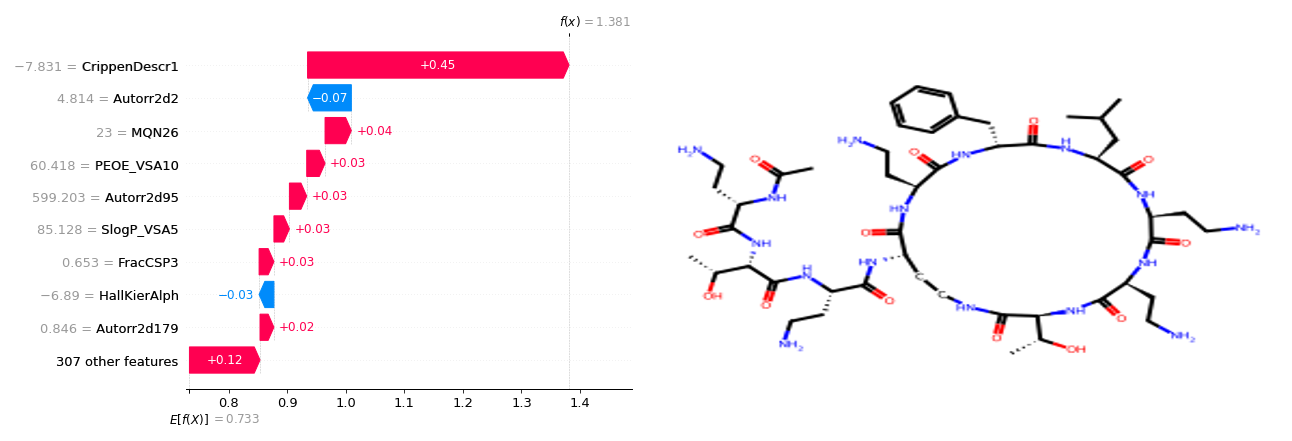 f(x) = 1.381
−7.831 = CrippenDescr1
+0.45
4.814 = Autorr2d2
−0.07
23 = MQN26
+0.04
60.418 = PEOE_VSA10
+0.03
599.203 = Autorr2d95
+0.03
85.128 = SlogP_VSA5
+0.03
0.653 = FracCSP3
+0.03
−6.89 = HallKierAlph
−0.03
0.846 = Autorr2d179
+0.02
307 other features
+0.12
0.8 0.9 1.0 1.1 1.2 1.3 1.4
E[f(X)] = 0.733
O
H₂N
O
H
N
O
O
HN
H₂N
O
NH
NH
HN
O
O
NH
NH₂
O
NH
HN
NH
H
N
C
C
OH
O
O
HN
NH
O
O
NH₂
NH₂
OH